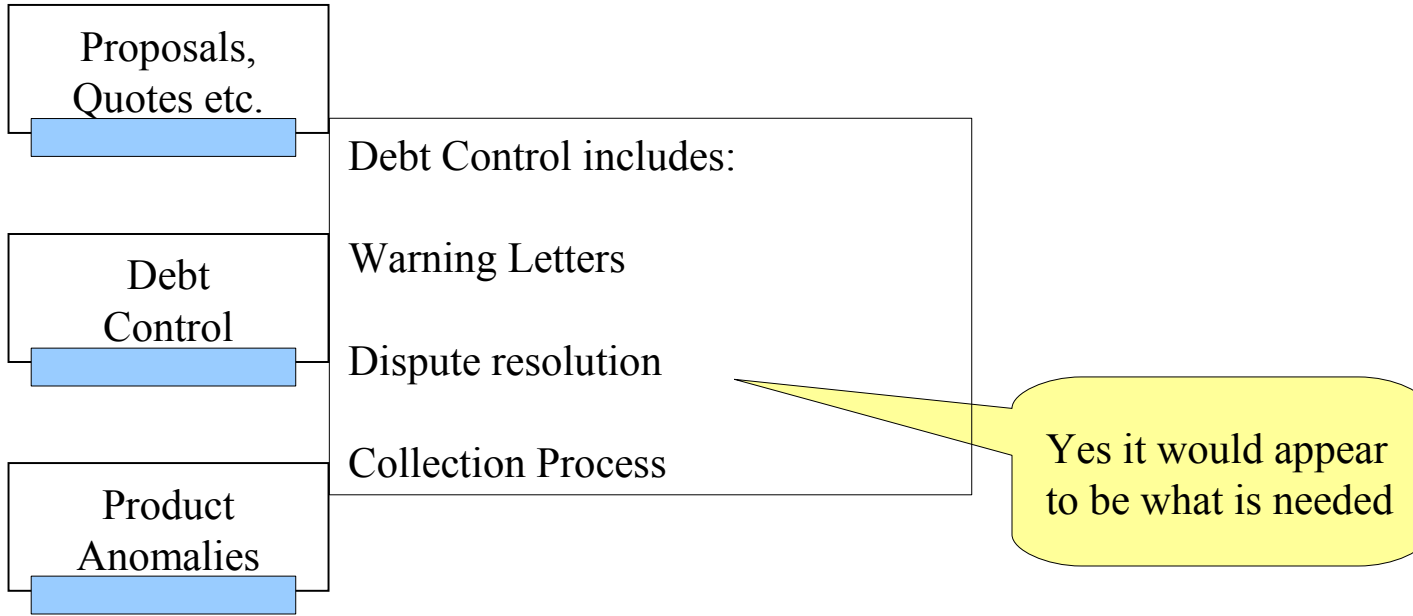 Proposals,
Quotes etc.
Debt Control includes:
Warning Letters
Debt
Control
Dispute resolution
Collection Process
Yes it would appear
to be what is needed
Product
Anomalies